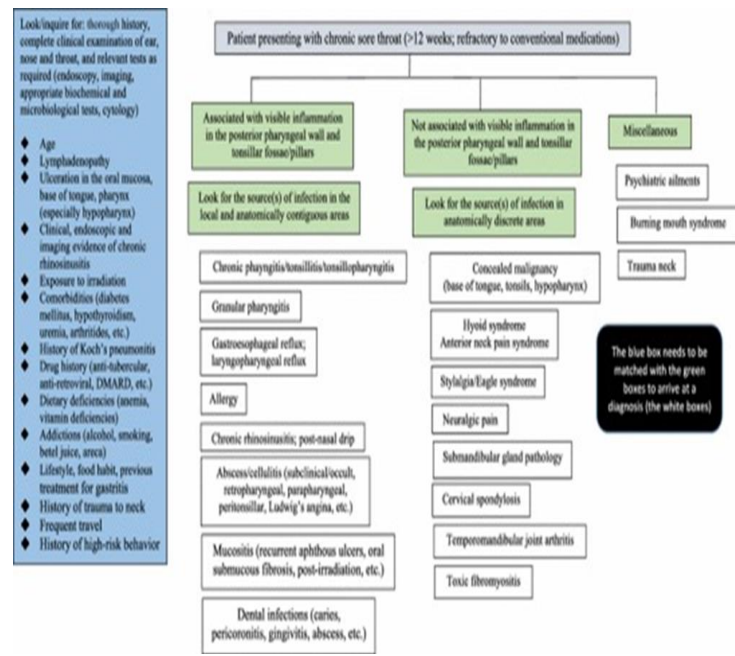 Look/inquire for: thorough history,
complete clinical examination of ear,
nose and throat, and relevant tests as
required (endoscopy, imaging,
appropriate biochemical and
microbiological tests, cytology)
◆ Age
◆ Lymphadenopathy
◆ Ulceration in the oral mucosa,
base of tongue, pharynx
(especially hypopharynx)
◆ Clinical, endoscopic and
imaging evidence of chronic
rhinosinusitis
◆ Exposure to irradiation
◆ Comorbidities (diabetes
mellitus, hypothyroidism,
uremia, arthritides, etc.)
◆ History of Koch's pneumonitis
◆ Drug history (anti-tubercular,
anti-retroviral, DMARD, etc.)
◆ Dietary deficiencies (anemia,
vitamin deficiencies)
◆ Addictions (alcohol, smoking,
betel juice, areca)
◆ Lifestyle, food habit, previous
treatment for gastritis
◆ History of trauma to neck
◆ Frequent travel
◆ History of high-risk behavior
Patient presenting with chronic sore throat (>12 weeks; refractory to conventional medications)
Associated with visible inflammation
in the posterior pharyngeal wall and
tonsillar fossae/pillars
Look for the source(s) of infection in the
local and anatomically contiguous areas
Chronic phayngitis/tonsillitis/tonsillopharyngitis
Granular pharyngitis
Gastroesophageal reflux;
laryngopharyngeal reflux
Allergy
Chronic rhinosinusitis; post-nasal drip
Abscess/cellulitis (subclinical/occult,
retropharyngeal, parapharyngeal,
peritonsillar, Ludwig's angina, etc.)
Mucositis (recurrent aphthous ulcers, oral
submucous fibrosis, post-irradiation, etc.)
Dental infections (caries,
pericoronitis, gingivitis, abscess, etc.)
Not associated with visible inflammation in
the posterior pharyngeal wall and tonsillar
fossae/pillars
Look for the source(s) of infection in
anatomically discrete areas
Concealed malignancy
(base of tongue, tonsils, hypopharynx)
Hyoid syndrome
Anterior neck pain syndrome
Stylalgia/Eagle syndrome
Neuralgic pain
Submandibular gland pathology
Cervical spondylosis
Temporomandibular joint arthritis
Toxic fibromyositis
Miscellaneous
Psychiatric ailments
Burning mouth syndrome
Trauma neck
The blue box needs to be
matched with the green
boxes to arrive at a
diagnosis (the white boxes)